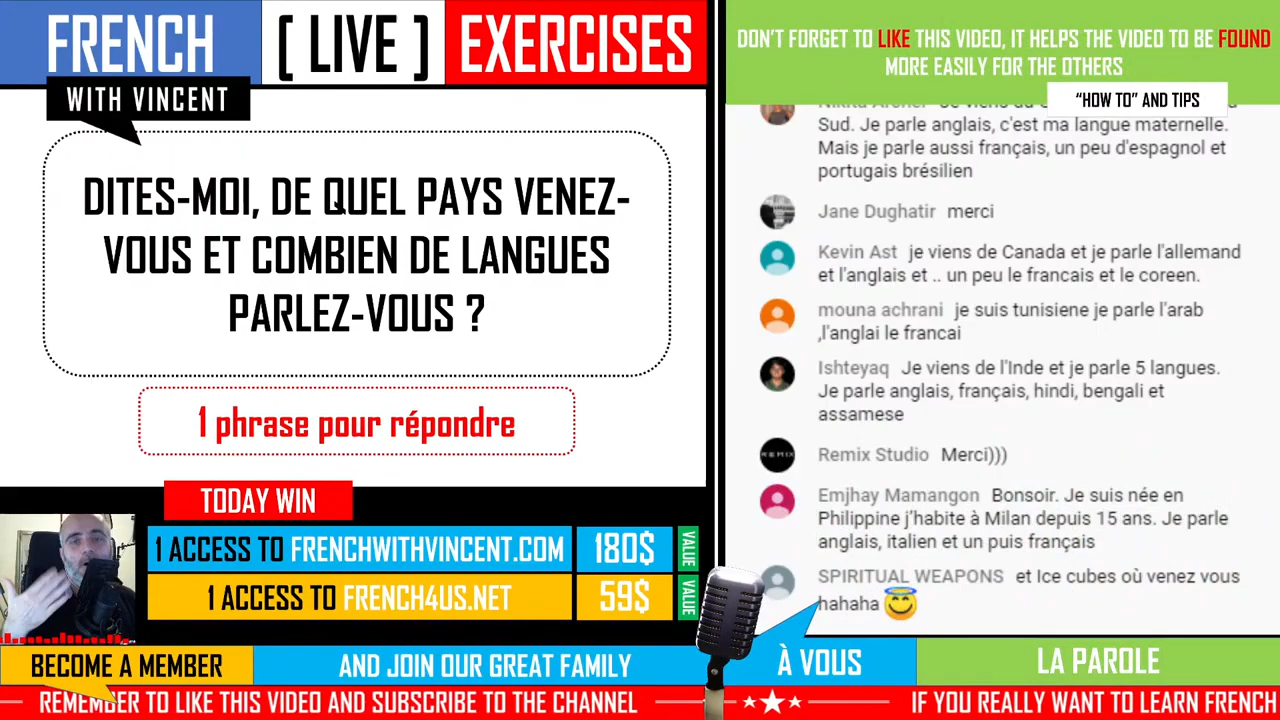 FRENCH [ LIVE ] EXERCISES
WITH VINCENT
DITES-MOI, DE QUEL PAYS VENEZ-
VOUS ET COMBIEN DE LANGUES
PARLEZ-VOUS ?
1 phrase pour répondre
TODAY WIN
1 ACCESS TO FRENCHWITHVINCENT.COM 180$ VALUE
1 ACCESS TO FRENCH4US.NET 59$ VALUE
DON'T FORGET TO LIKE THIS VIDEO, IT HELPS THE VIDEO TO BE FOUND
MORE EASILY FOR THE OTHERS
"HOW TO" AND TIPS
Sud. Je parle anglais, c'est ma langue maternelle.
Mais je parle aussi français, un peu d'espagnol et
portugais brésilien
Jane Dughatir merci
Kevin Ast je viens de Canada et je parle l'allemand
et l'anglais et .. un peu le francais et le coreen.
mouna achrani je suis tunisiene je parle l'arab
,l'anglai le francai
Ishteyaq Je viens de l'Inde et je parle 5 langues.
Je parle anglais, français, hindi, bengali et
assamese
REMIX
Remix Studio Merci)))
Emjhay Mamangon Bonsoir. Je suis née en
Philippine j'habite à Milan depuis 15 ans. Je parle
anglais, italien et un puis français
SPIRITUAL WEAPONS et Ice cubes où venez vous
hahaha
BECOME A MEMBER AND JOIN OUR GREAT FAMILY À VOUS LA PAROLE
REMEMBER TO LIKE THIS VIDEO AND SUBSCRIBE TO THE CHANNEL IF YOU REALLY WANT TO LEARN FRENCH